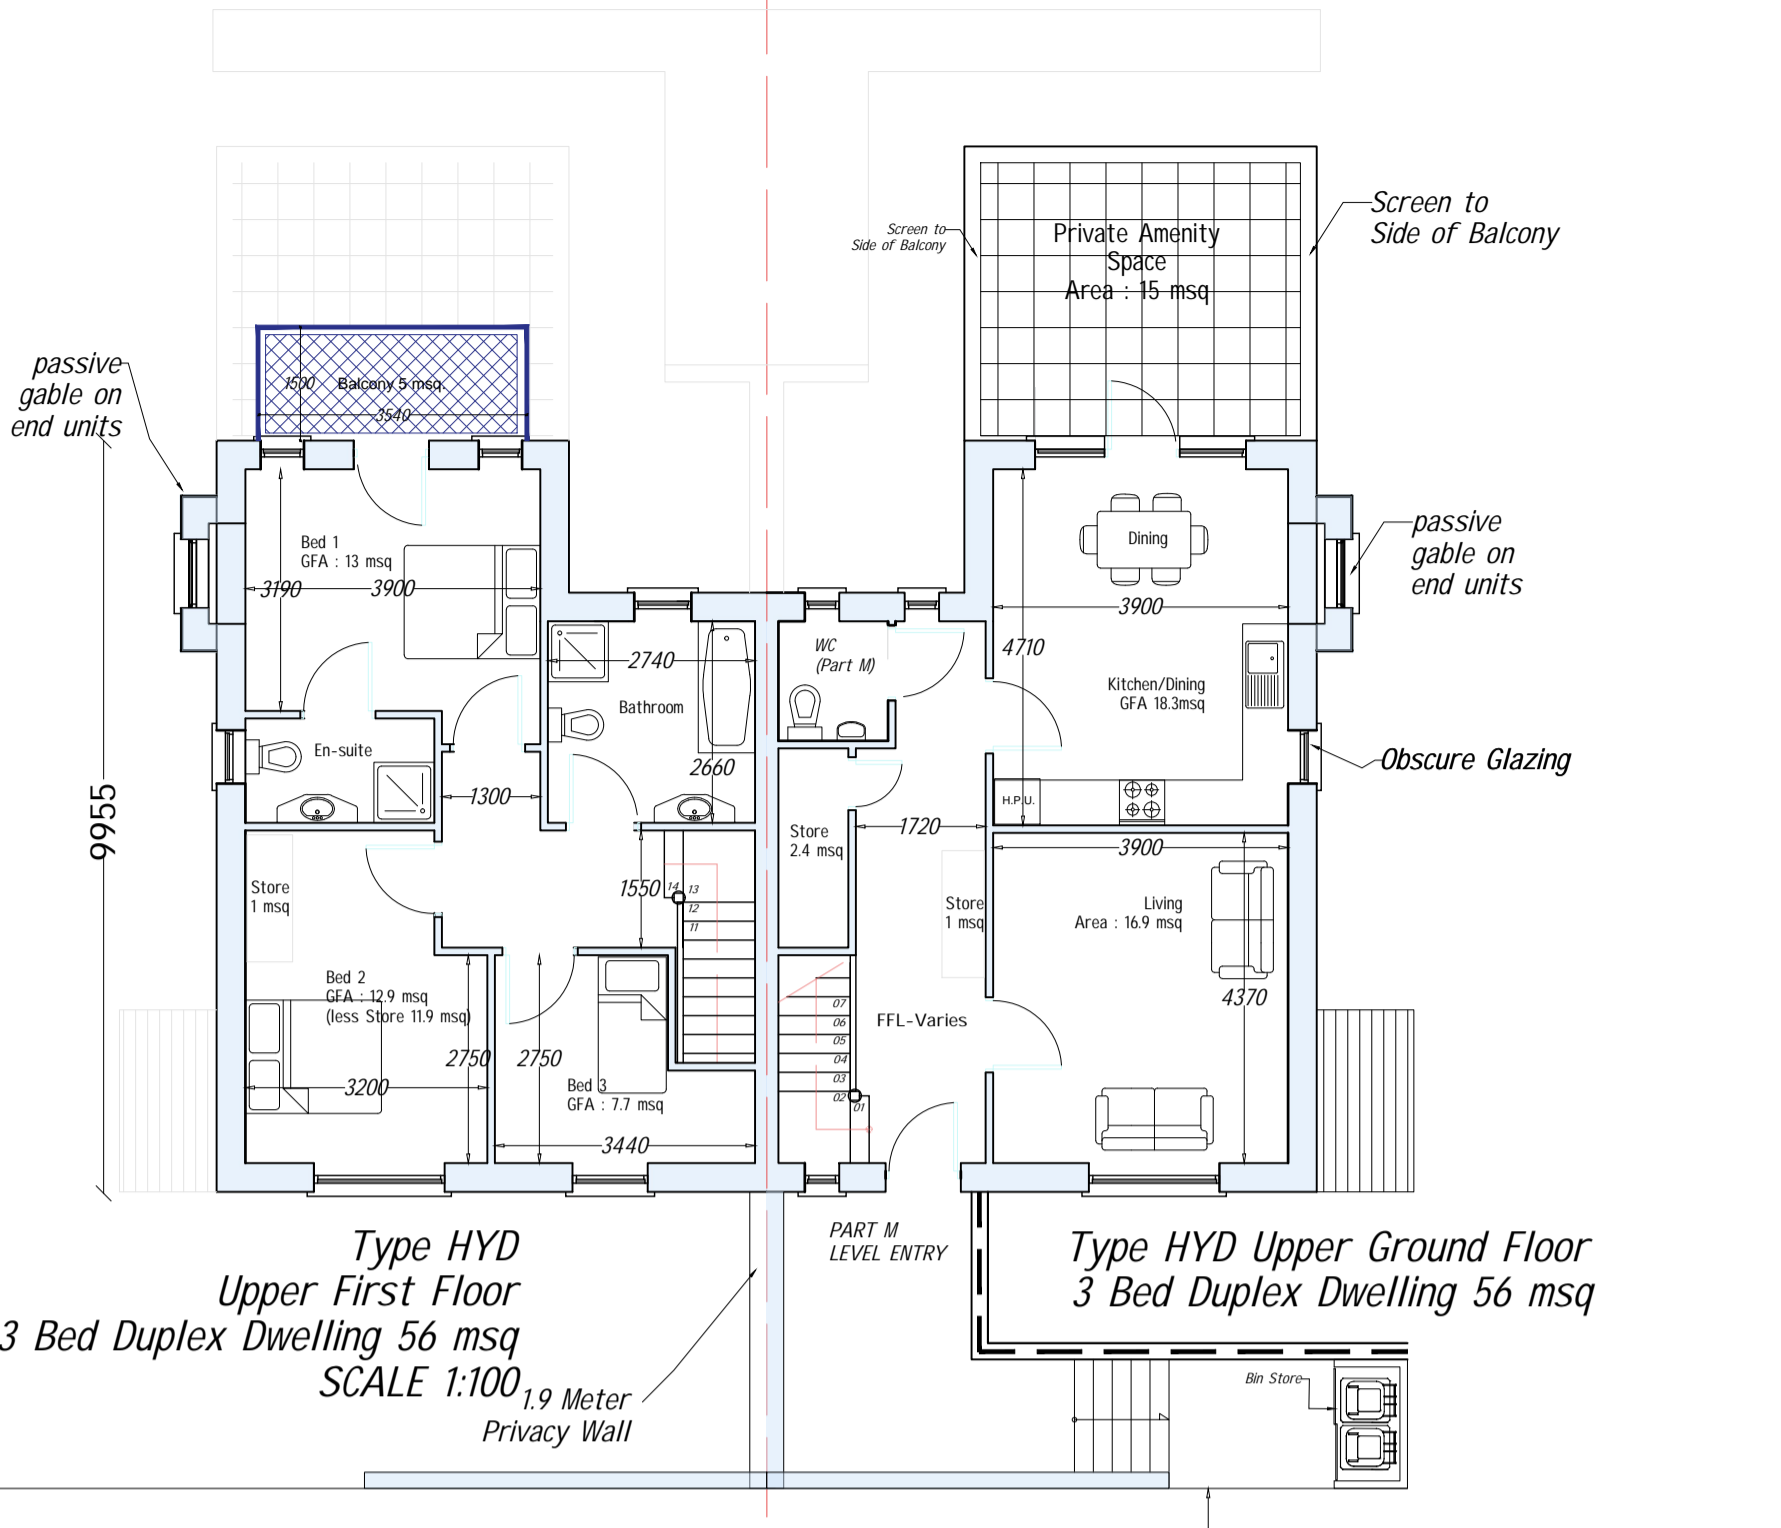 Screen to
Side of Balcony
Private Amenity
Space
Area : 15 msq
Screen to
Side of Balcony
passive
gable on
end units
1500
Balcony 5 msq.
3540
passive
gable on
end units
Bed 1
GFA : 13 msq
3190
3900
Dining
3900
WC
(Part M)
4710
2740
Bathroom
Kitchen/Dining
GFA 18.3msq
En-suite
2660
Obscure Glazing
1300
H.P.U.
9955
Store
2.4 msq
1720
3900
Store
1 msq
1550
14
13
12
11
Store
1 msq
Living
Area : 16.9 msq
Bed 2
GFA : 12.9 msq
(less Store 11.9 msq)
4370
07
06
05
04
03
02
01
FFL-Varies
2750
2750
3200
Bed 3
GFA : 7.7 msq
3440
PART M
LEVEL ENTRY
Type HYD
Upper First Floor
3 Bed Duplex Dwelling 56 msq
SCALE 1:100
Type HYD Upper Ground Floor
3 Bed Duplex Dwelling 56 msq
1.9 Meter
Privacy Wall
Bin Store